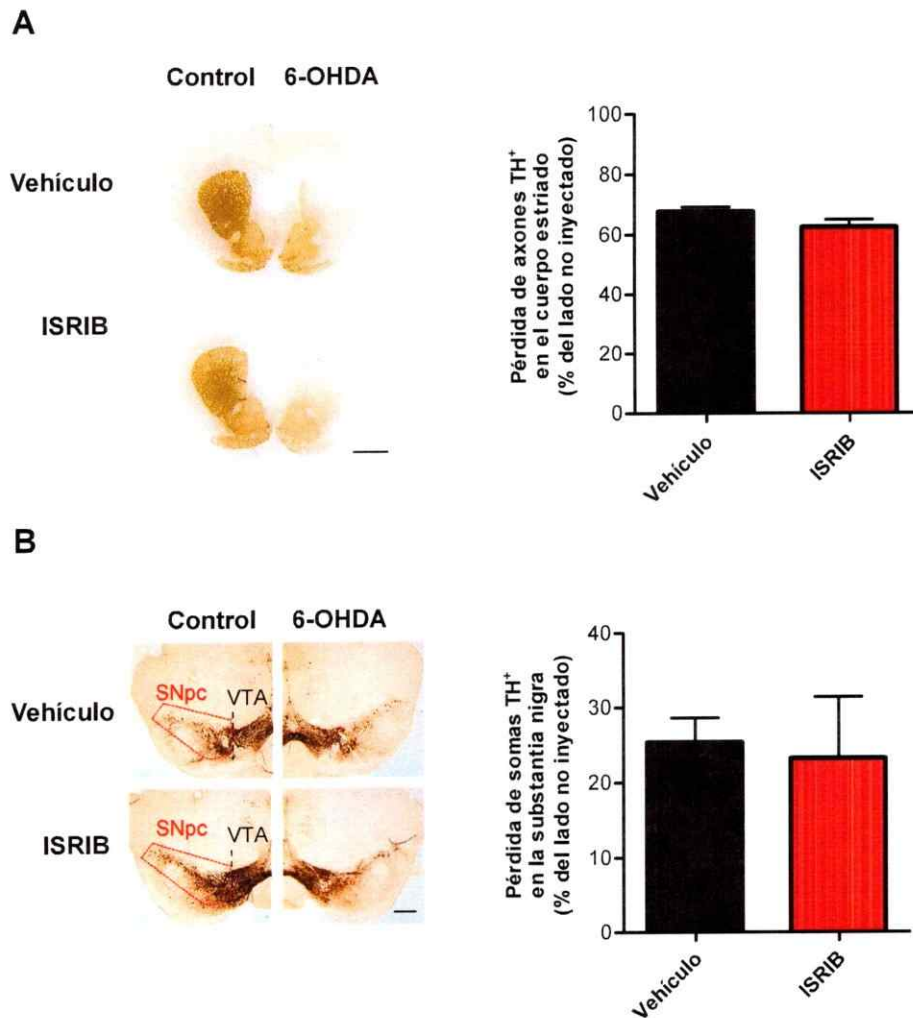 A
Control 6-OHDA
Vehículo
ISRIB
Pérdida de axones TH⁺
en el cuerpo estriado
(% del lado no inyectado)
100
80
60
40
20
0
Vehículo
ISRIB
B
Control 6-OHDA
Vehículo
SNpc
VTA
ISRIB
SNpc
VTA
Pérdida de somas TH⁺
en la substantia nigra
(% del lado no inyectado)
40
30
20
10
0
Vehículo
ISRIB